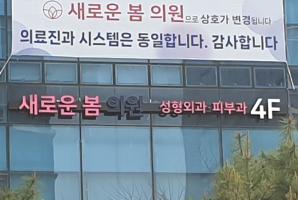 새로운 봄 의원으로 상호가 변경됩니다
의료진과 시스템은 동일합니다. 감사합니다
새로운 봄 의원 성형외과 피부과 4F